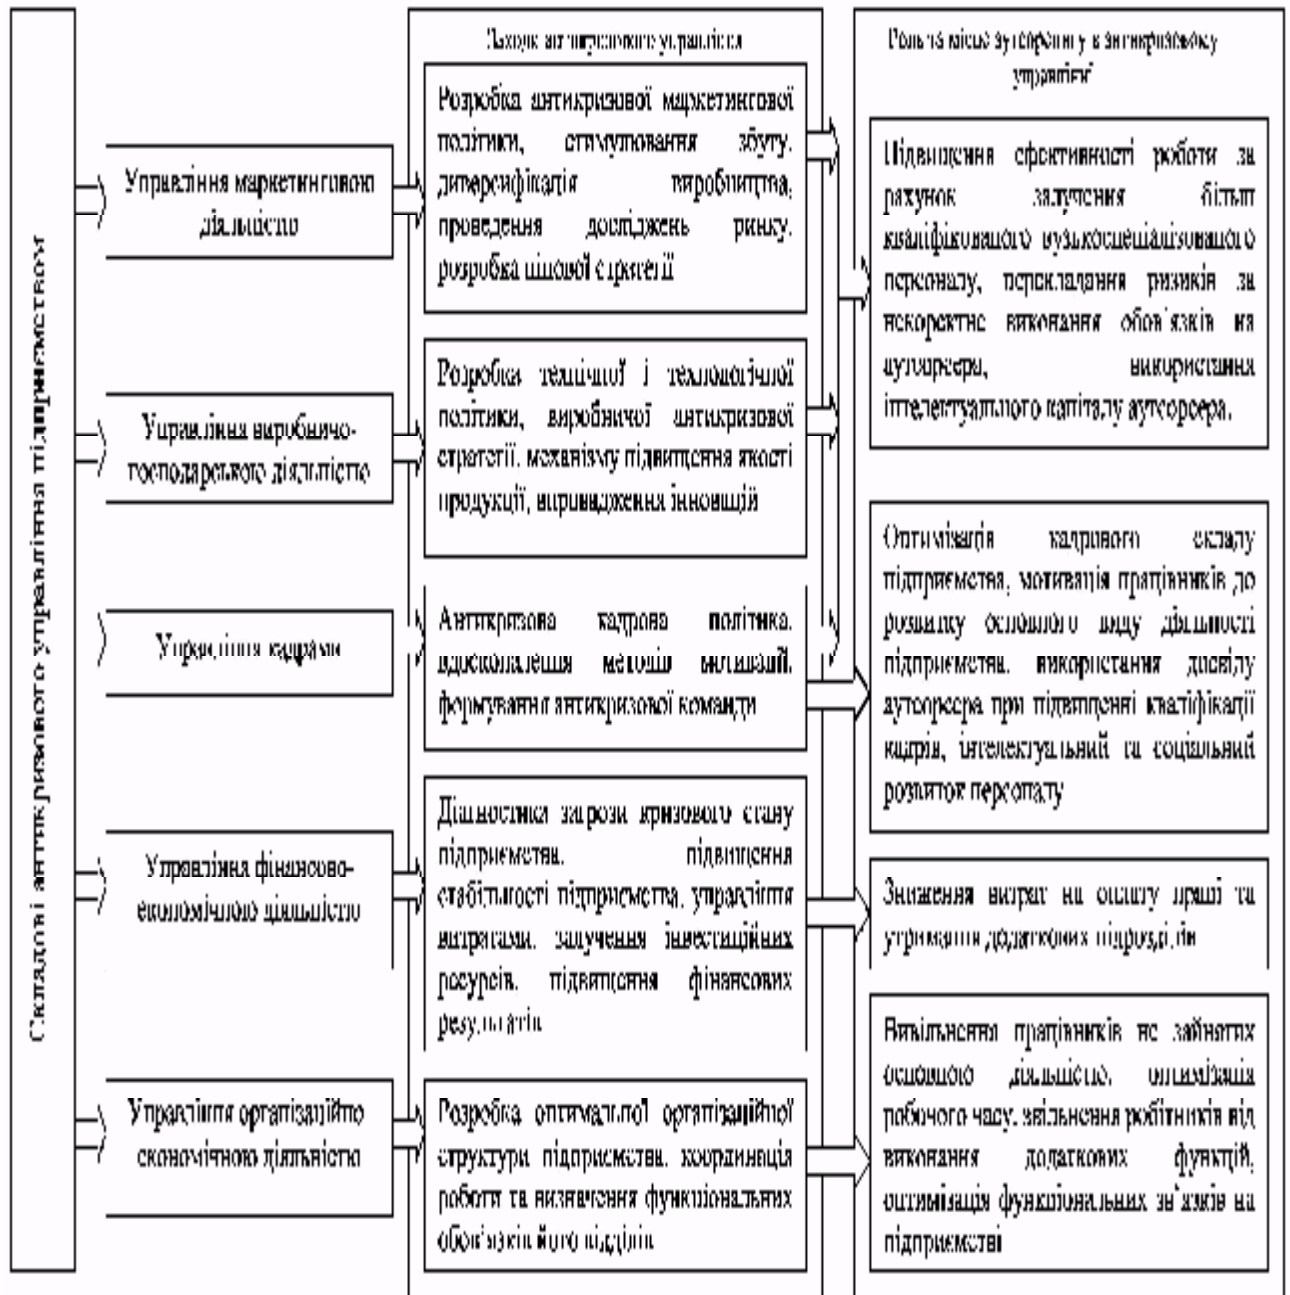 Складові антикризового управління підприємством
Управління маркетинговою
діяльністю
Управління виробничо-
господарською діяльністю
Управління кадрами
Управління фінансово-
економічною діяльністю
Управління організаційно
економічною діяльністю
Заходи антикризового управління
Розробка антикризової маркетингової
політики, стимулювання збуту,
диверсифікація виробництва,
проведення досліджень ринку,
розробка цінової стратегії
Розробка технічної і технологічної
політики, виробничої антикризової
стратегії, механізму підвищення якості
продукції, впровадження інновацій
Антикризова кадрова політика,
вдосконалення методів мотивації,
формування антикризової команди
Діагностика загрози кризового стану
підприємства, підвищення
стабільності підприємства, управління
витратами, залучення інвестиційних
ресурсів, підвищення фінансових
результатів
Розробка оптимальної організаційної
структури підприємства, координація
роботи та визначення функціональних
обов'язків його відділів
Роль та місце аутсорсингу в антикризовому
управлінні
Підвищення ефективності роботи за
рахунок залучення більш
кваліфікованого вузькоспеціалізованого
персоналу, перекладання ризиків за
некоректне виконання обов'язків на
аутсорсера, використання
інтелектуального капіталу аутсорсера.
Оптимізація кадрового складу
підприємства, мотивація працівників до
розвитку основного виду діяльності
підприємства, використання досвіду
аутсорсера при підвищенні кваліфікації
кадрів, інтелектуальний та соціальний
розвиток персоналу
Зниження витрат на оплату праці та
утримання додаткових підрозділів
Вивільнення працівників не зайнятих
основною діяльністю, оптимізація
робочого часу, звільнення робітників від
виконання додаткових функцій,
оптимізація функціональних зв'язків на
підприємстві